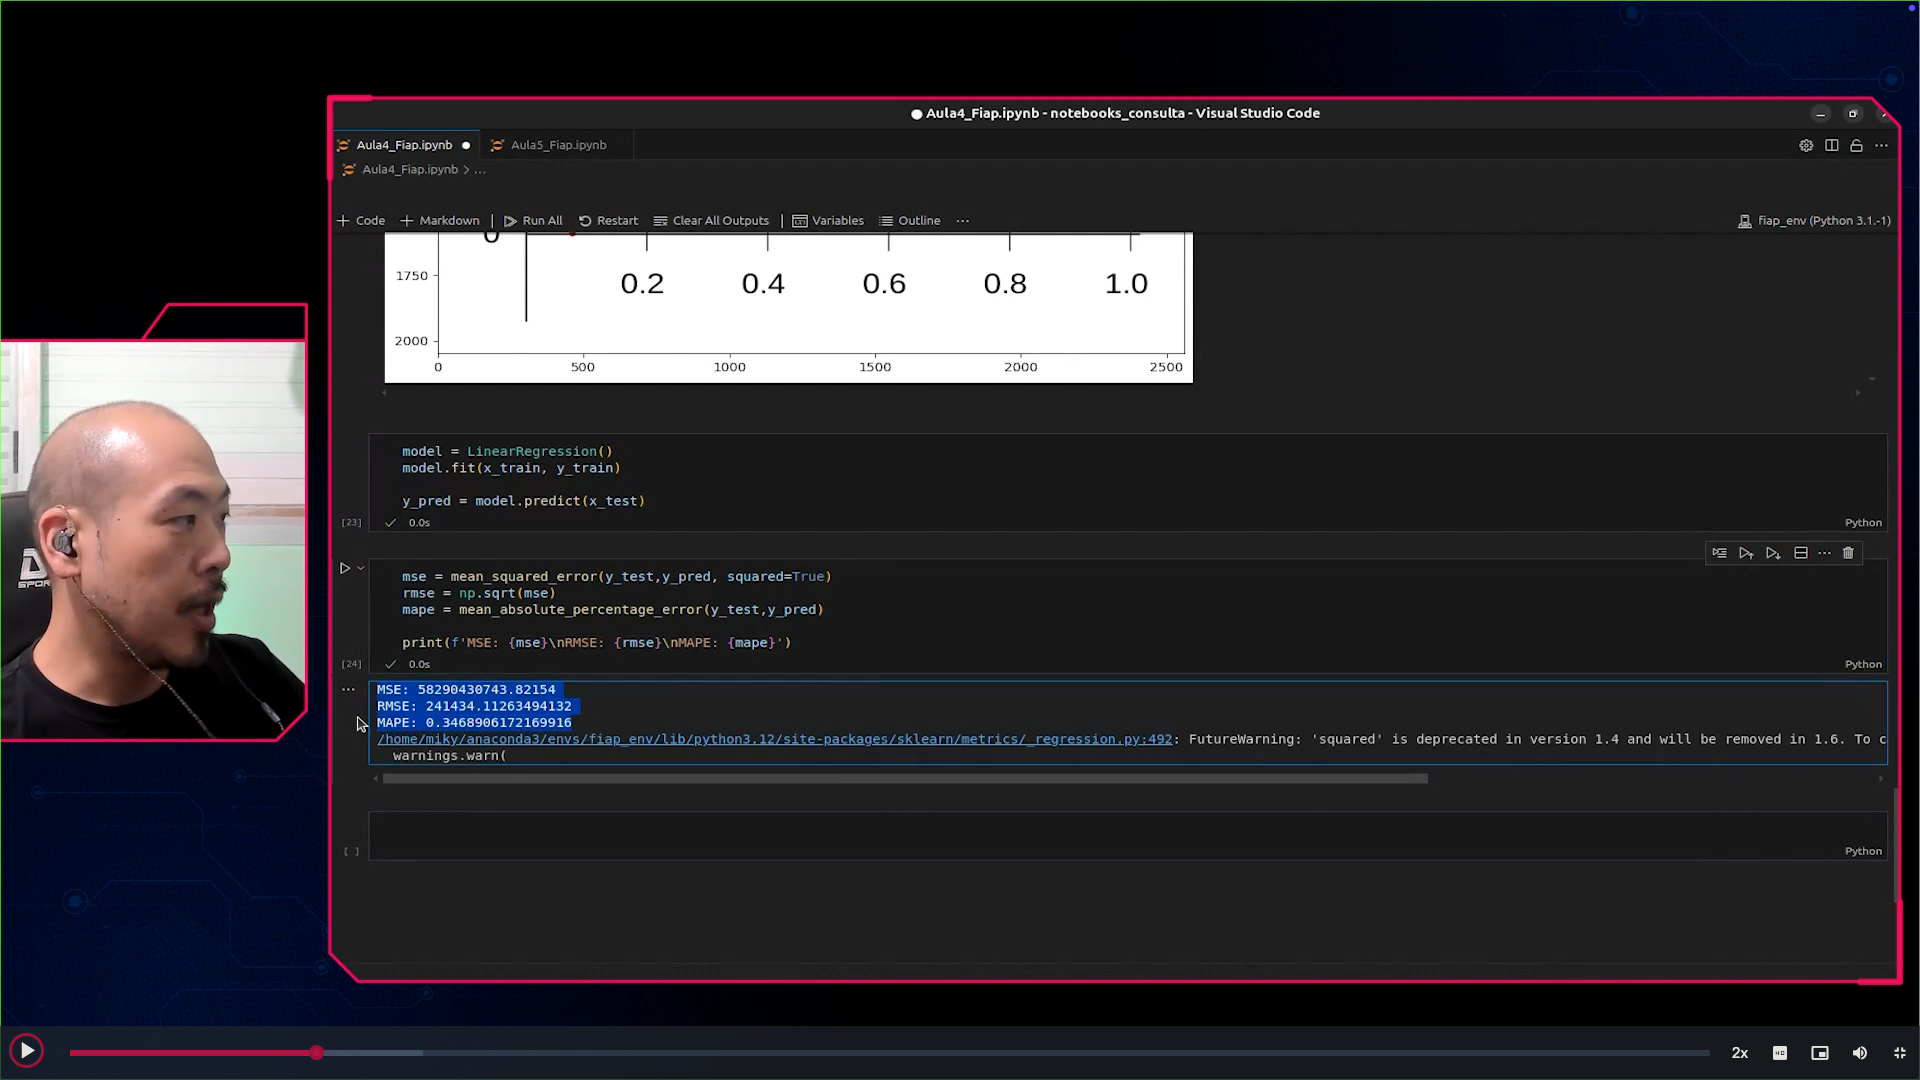 Aula4_Fiap.ipynb - notebooks_consulta - Visual Studio Code
Aula4_Fiap.ipynb
Aula5_Fiap.ipynb
Aula4_Fiap.ipynb > ...
+ Code + Markdown | Run All Restart Clear All Outputs | Variables Outline ...
fiap_env (Python 3.1.-1)
0
1750
0.2 0.4 0.6 0.8 1.0
2000
0 500 1000 1500 2000 2500
model = LinearRegression()
model.fit(x_train, y_train)
y_pred = model.predict(x_test)
[23] 0.0s Python
mse = mean_squared_error(y_test,y_pred, squared=True)
rmse = np.sqrt(mse)
mape = mean_absolute_percentage_error(y_test,y_pred)
print(f'MSE: {mse}\nRMSE: {rmse}\nMAPE: {mape}')
[24] 0.0s Python
MSE: 58290430743.82154
RMSE: 241434.11263494132
MAPE: 0.3468906172169916
/home/miky/anaconda3/envs/fiap_env/lib/python3.12/site-packages/sklearn/metrics/_regression.py:492: FutureWarning: 'squared' is deprecated in version 1.4 and will be removed in 1.6. To c
warnings.warn(
[ ] Python
2x
HD